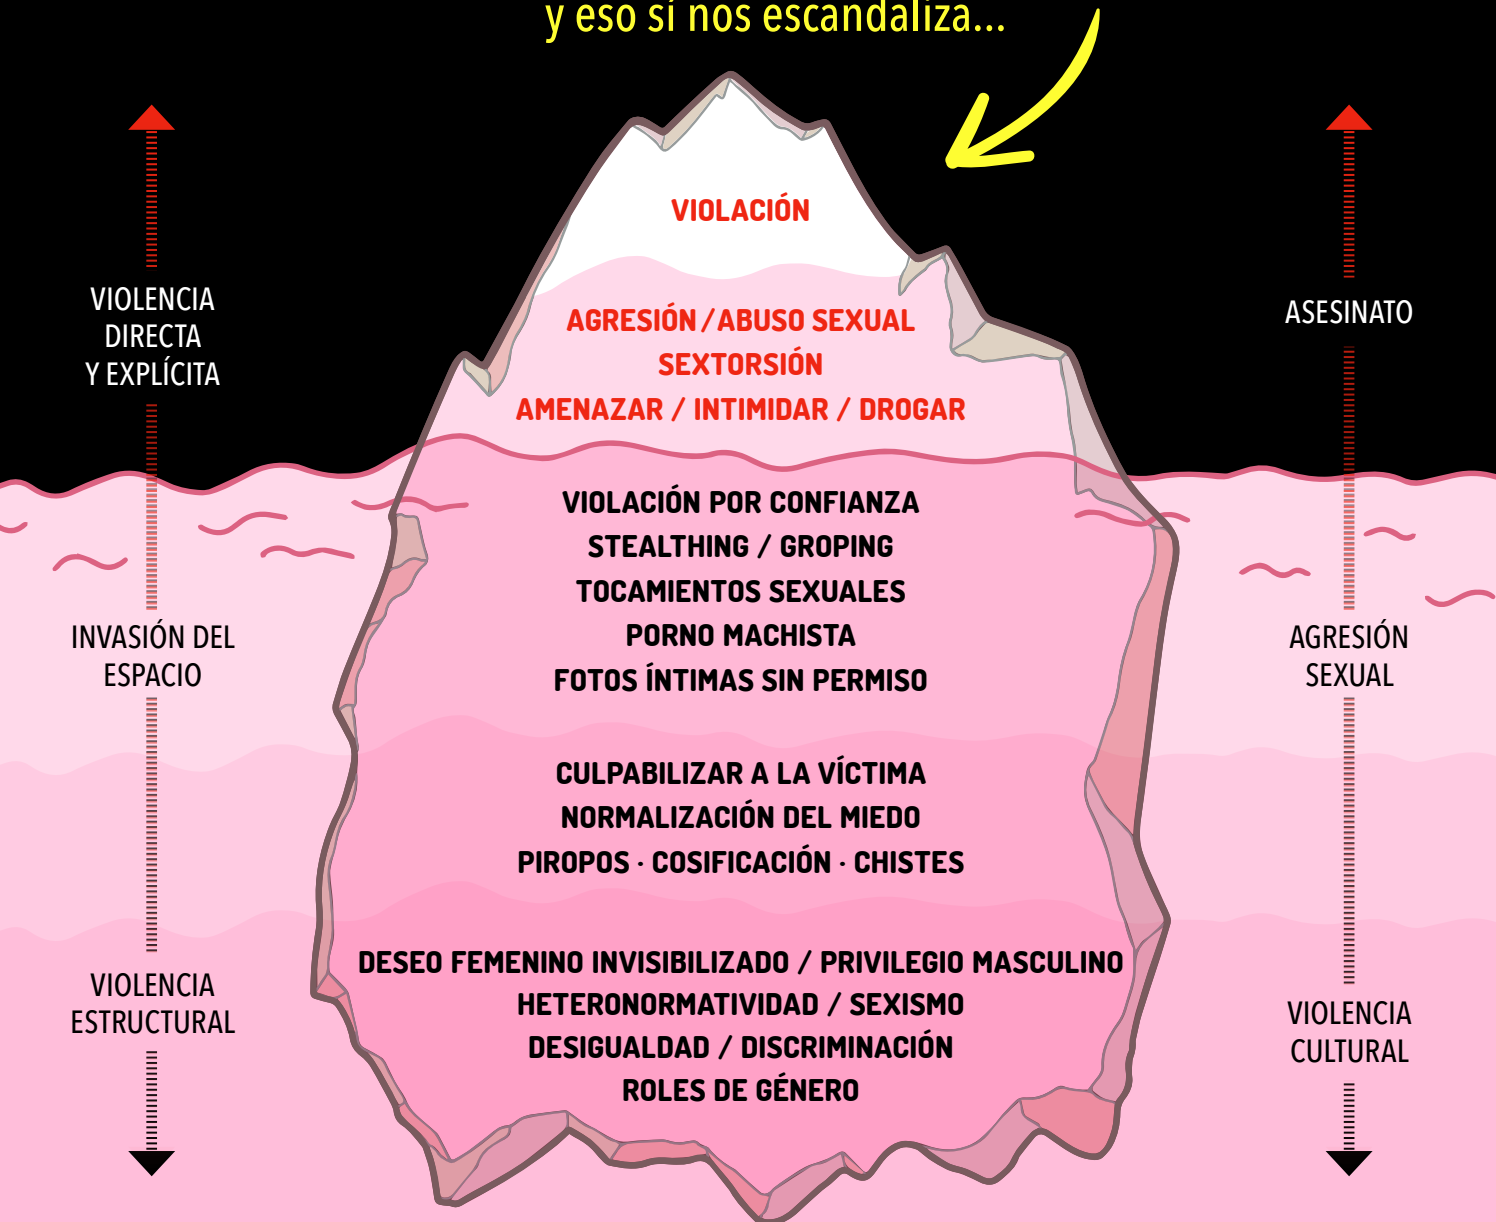 y eso sí nos escandaliza...
VIOLACIÓN
VIOLENCIA
DIRECTA
Y EXPLÍCITA
ASESINATO
AGRESIÓN / ABUSO SEXUAL
SEXTORSIÓN
AMENAZAR / INTIMIDAR / DROGAR
VIOLACIÓN POR CONFIANZA
STEALTHING / GROPING
TOCAMIENTOS SEXUALES
PORNO MACHISTA
FOTOS ÍNTIMAS SIN PERMISO
INVASIÓN DEL
ESPACIO
AGRESIÓN
SEXUAL
CULPABILIZAR A LA VÍCTIMA
NORMALIZACIÓN DEL MIEDO
PIROPOS · COSIFICACIÓN · CHISTES
DESEO FEMENINO INVISIBILIZADO / PRIVILEGIO MASCULINO
HETERONORMATIVIDAD / SEXISMO
DESIGUALDAD / DISCRIMINACIÓN
ROLES DE GÉNERO
VIOLENCIA
ESTRUCTURAL
VIOLENCIA
CULTURAL